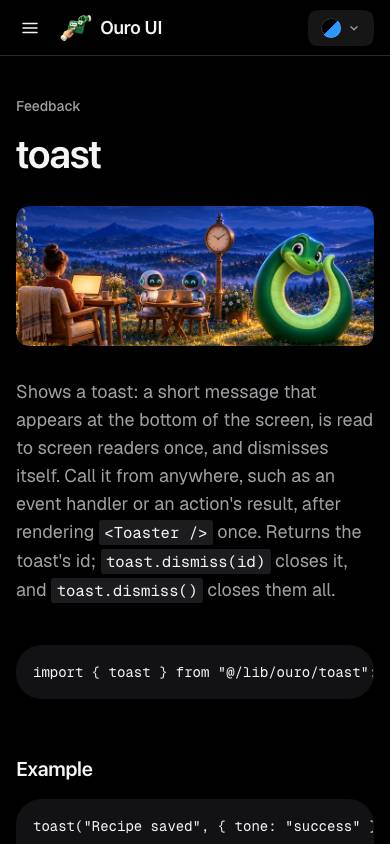 Ouro UI
Feedback
toast
Shows a toast: a short message that
appears at the bottom of the screen, is read
to screen readers once, and dismisses
itself. Call it from anywhere, such as an
event handler or an action's result, after
rendering <Toaster /> once. Returns the
toast's id; toast.dismiss(id) closes it,
and toast.dismiss() closes them all.
import { toast } from "@/lib/ouro/toast";
Example
toast("Recipe saved", { tone: "success" }